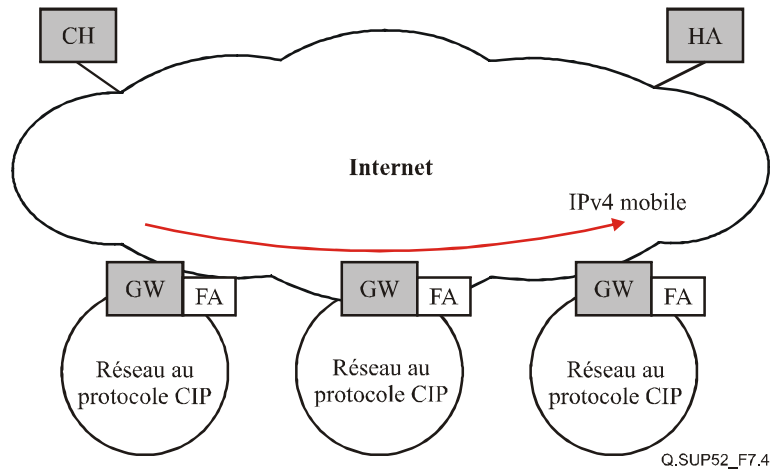 CH
HA
Internet
IPv4 mobile
GW
FA
GW
FA
GW
FA
Réseau au
protocole CIP
Réseau au
protocole CIP
Réseau au
protocole CIP
Q.SUP52_F7.4